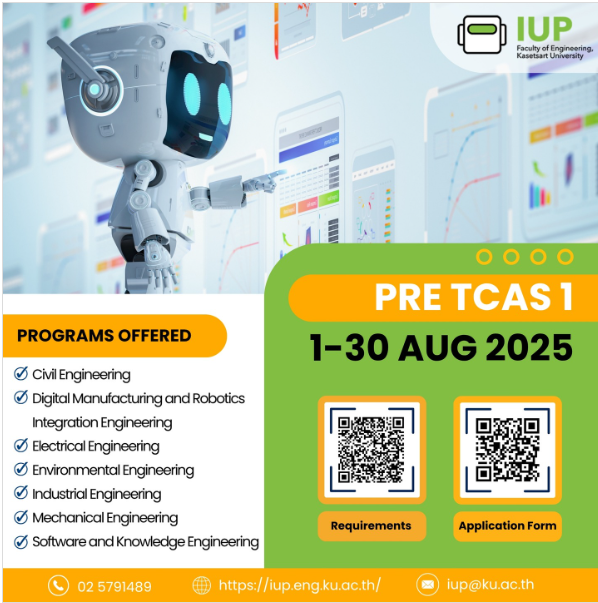 IUP
Faculty of Engineering,
Kasetsart University
PRE TCAS 1
1-30 AUG 2025
PROGRAMS OFFERED
Civil Engineering
Digital Manufacturing and Robotics
Integration Engineering
Electrical Engineering
Environmental Engineering
Industrial Engineering
Mechanical Engineering
Software and Knowledge Engineering
Requirements
Application Form
02 5791489
https://iup.eng.ku.ac.th/
iup@ku.ac.th